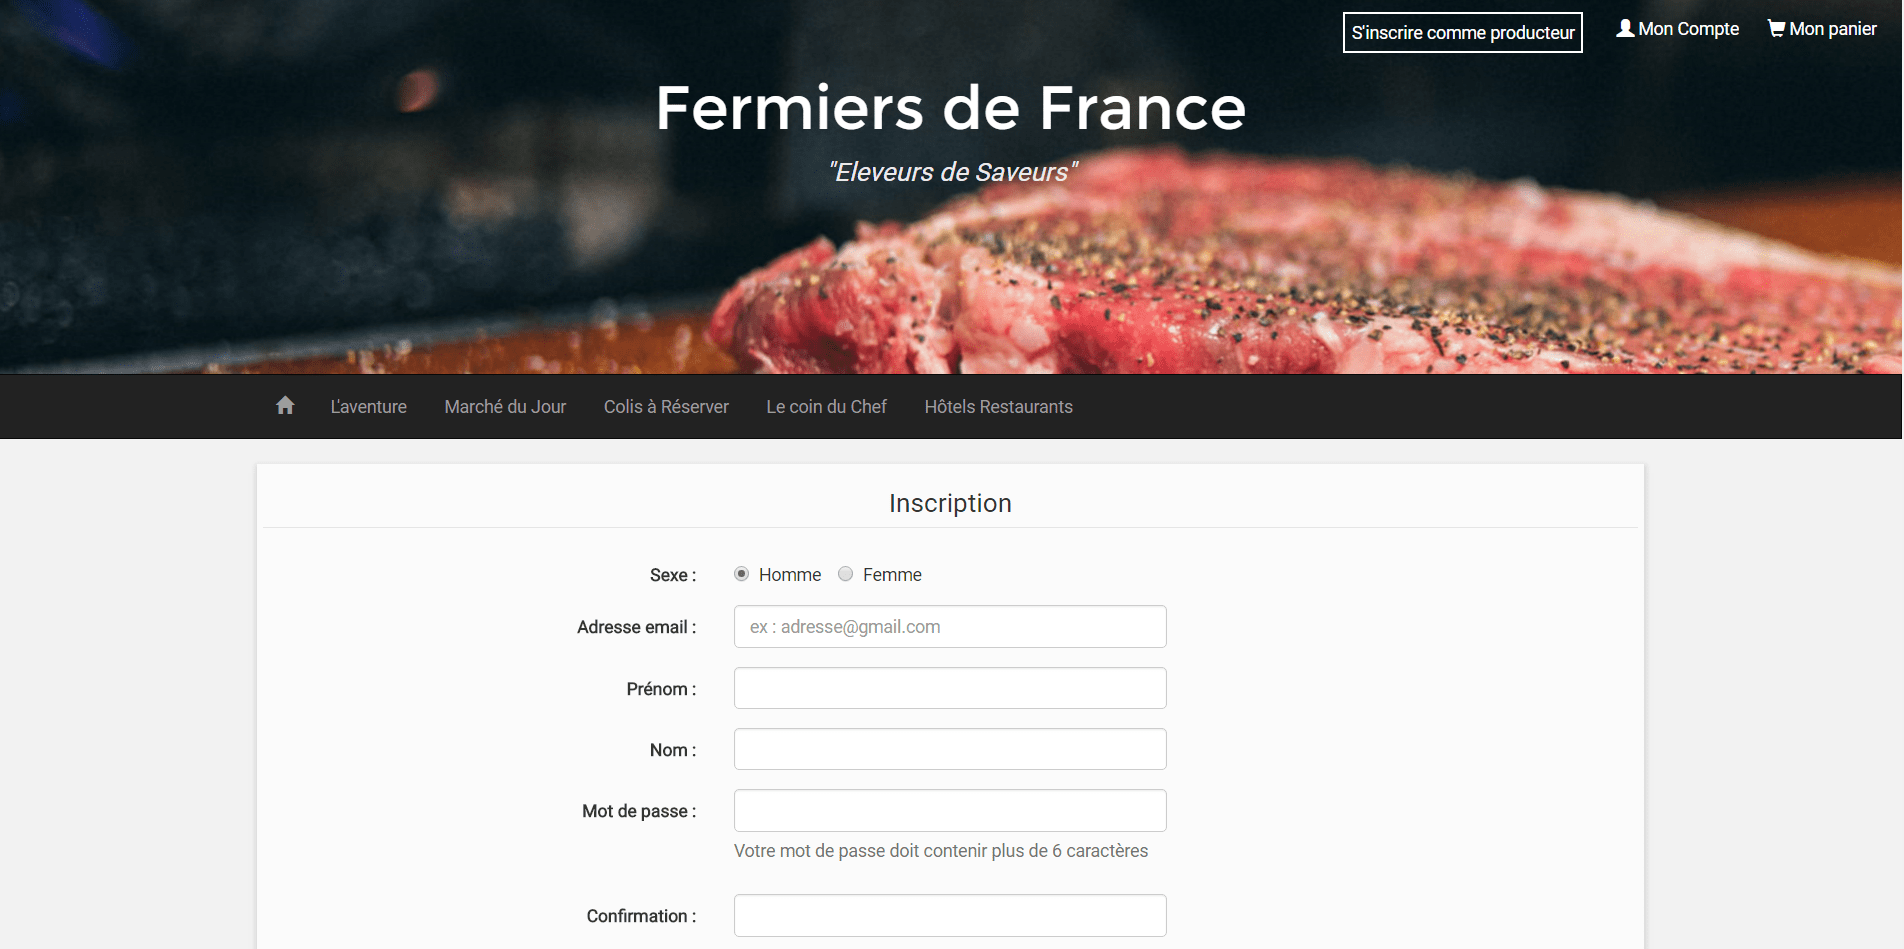 S'inscrire comme producteur
Mon Compte
Mon panier
Fermiers de France
"Eleveurs de Saveurs"
L'aventure
Marché du Jour
Colis à Réserver
Le coin du Chef
Hôtels Restaurants
Inscription
Sexe :
Homme
Femme
Adresse email :
ex : adresse@gmail.com
Prénom :
Nom :
Mot de passe :
Votre mot de passe doit contenir plus de 6 caractères
Confirmation :